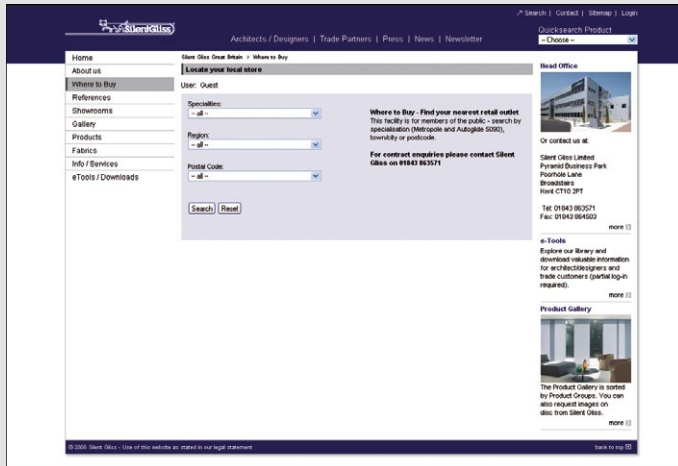 Search | Contact | Sitemap | Login
SilentGliss
Architects / Designers | Trade Partners | Press | News | Newsletter
Quicksearch Product
-- Choose --
Home
About us
Where to Buy
References
Showrooms
Gallery
Products
Fabrics
Info / Services
eTools / Downloads
Silent Gliss Great Britain > Where to Buy
Locate your local store
User: Guest
Specialities:
-- all --
Region:
-- all --
Postal Code:
-- all --
Search Reset
Where to Buy - Find your nearest retail outlet
This facility is for members of the public - search by
specialisation (Metropole and Autoglide 5090),
town/city or postcode.
For contract enquiries please contact Silent
Gliss on 01843 863571
Head Office
Or contact us at:
Silent Gliss Limited
Pyramid Business Park
Poorhole Lane
Broadstairs
Kent CT10 2PT
Tel: 01843 863571
Fax: 01843 864503
more
e-Tools
Explore our library and
download valuable information
for architect/designers and
trade customers (partial log-in
required).
more
Product Gallery
The Product Gallery is sorted
by Product Groups. You can
also request images on
disc from Silent Gliss.
more
© 2006 Silent Gliss - Use of this website as stated in our legal statement
back to top